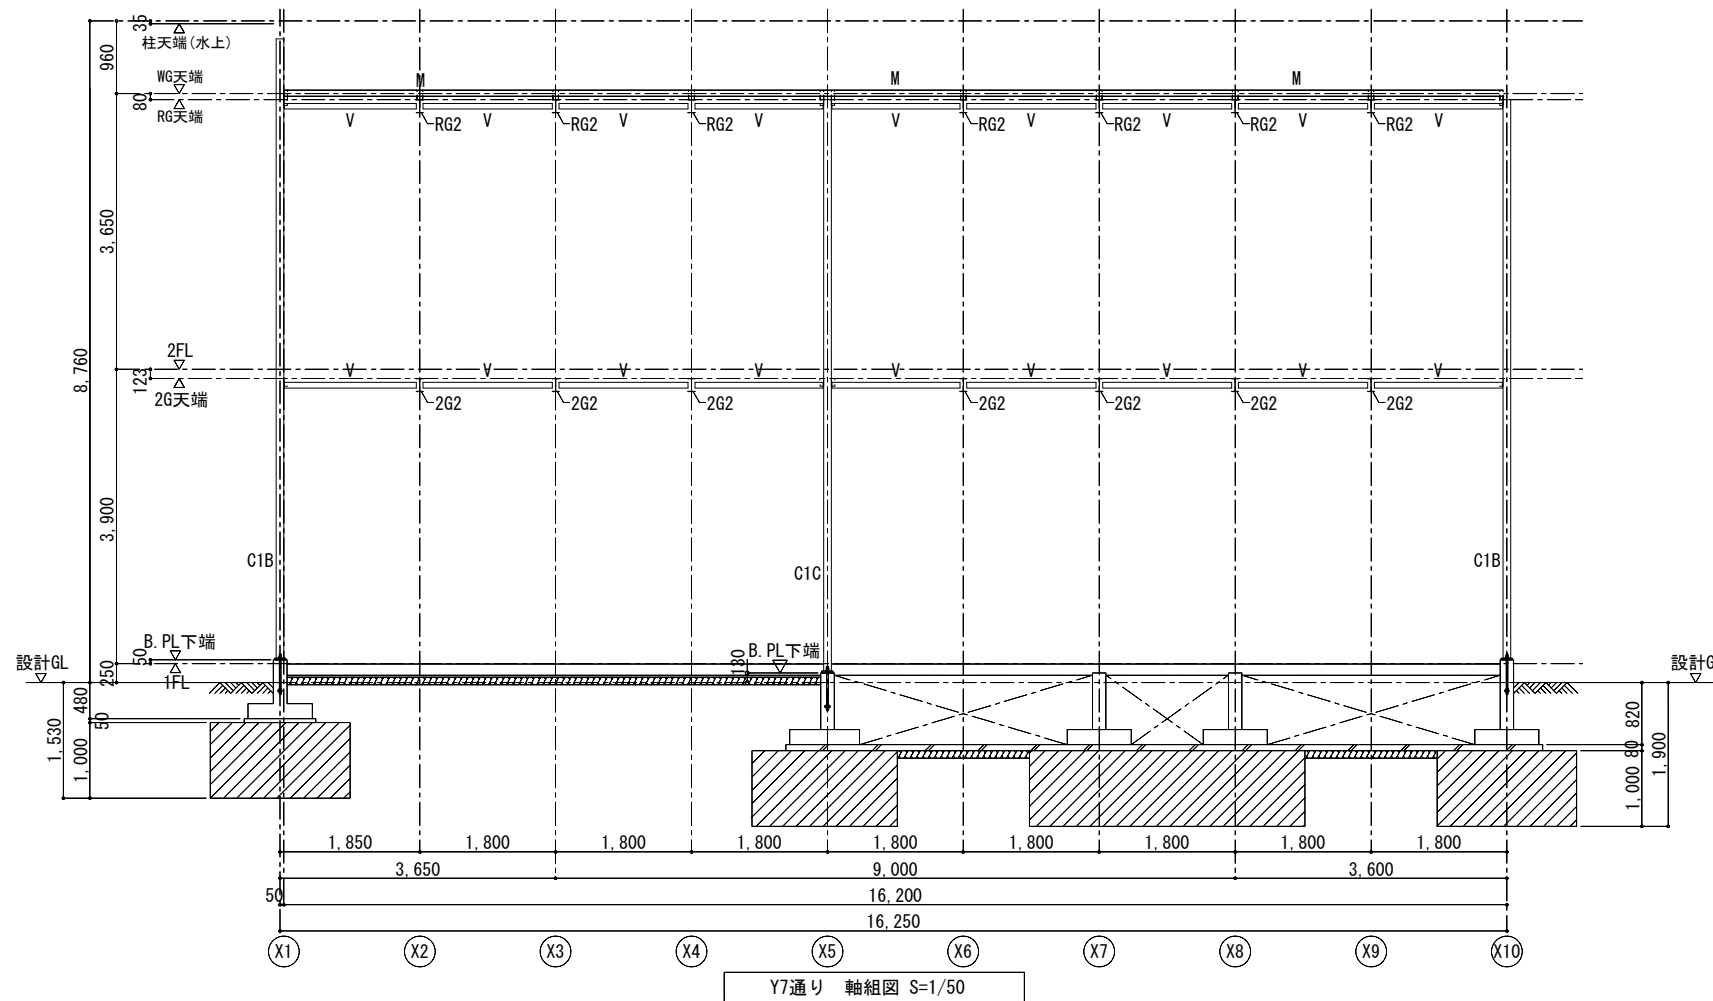 35
柱天端(水上)
960
WG天端
80
RG天端
M
M
M
V
RG2
V
RG2
V
RG2
V
V
RG2
V
RG2
V
RG2
V
RG2
V
3,650
8,760
2FL
123
2G天端
V
V
V
V
V
V
V
V
V
2G2
2G2
2G2
2G2
2G2
2G2
2G2
3,900
C1B
C1C
C1B
B.PL下端
50
1FL
設計GL
250
130
B.PL下端
設計G
480
50
1,530
1,000
820
80
1,000
1,900
1,850
1,800
1,800
1,800
1,800
1,800
1,800
1,800
1,800
3,650
9,000
3,600
50
16,200
16,250
X1
X2
X3
X4
X5
X6
X7
X8
X9
X10
Y7通り 軸組図 S=1/50